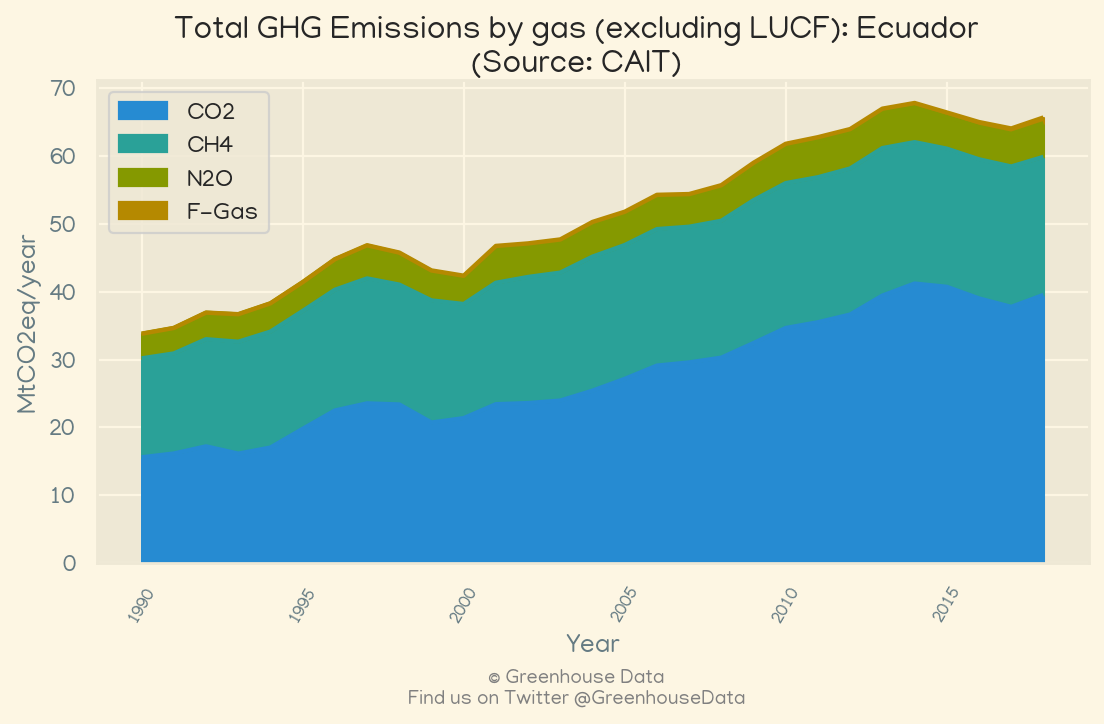 Total GHG Emissions by gas (excluding LUCF): Ecuador
(Source: CAIT)
CO2
CH4
N2O
F-Gas
MtCO2eq/year
70
60
50
40
30
20
10
0
1990
1995
2000
2005
2010
2015
Year
© Greenhouse Data
Find us on Twitter @GreenhouseData